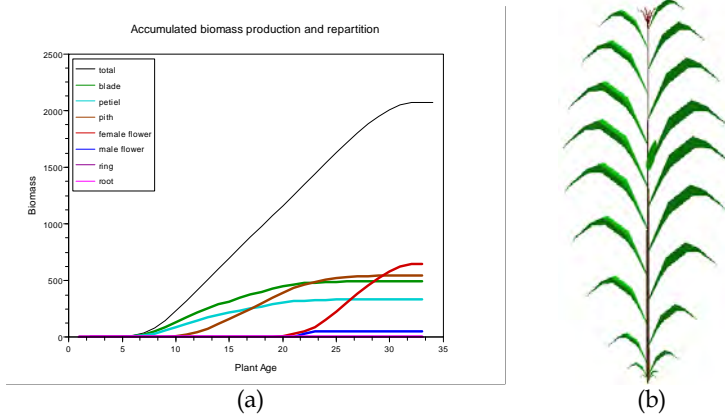 Accumulated biomass production and repartition
2500
2000
1500
1000
500
0
total
blade
petiel
pith
female flower
male flower
ring
root
Biomass
0 5 10 15 20 25 30 35
Plant Age
(a) (b)